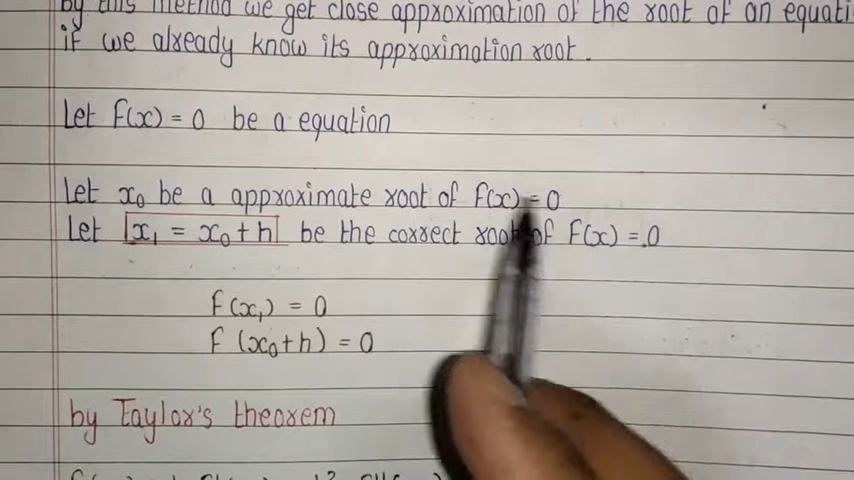 by this method we get close approximation of the root of an equati
if we already know its approximation root.
Let f(x) = 0 be a equation
Let x₀ be a approximate root of f(x) = 0
Let x₁ = x₀ + h be the correct root of f(x) = 0
f(x₁) = 0
f (x₀+h) = 0
by Taylor's theorem